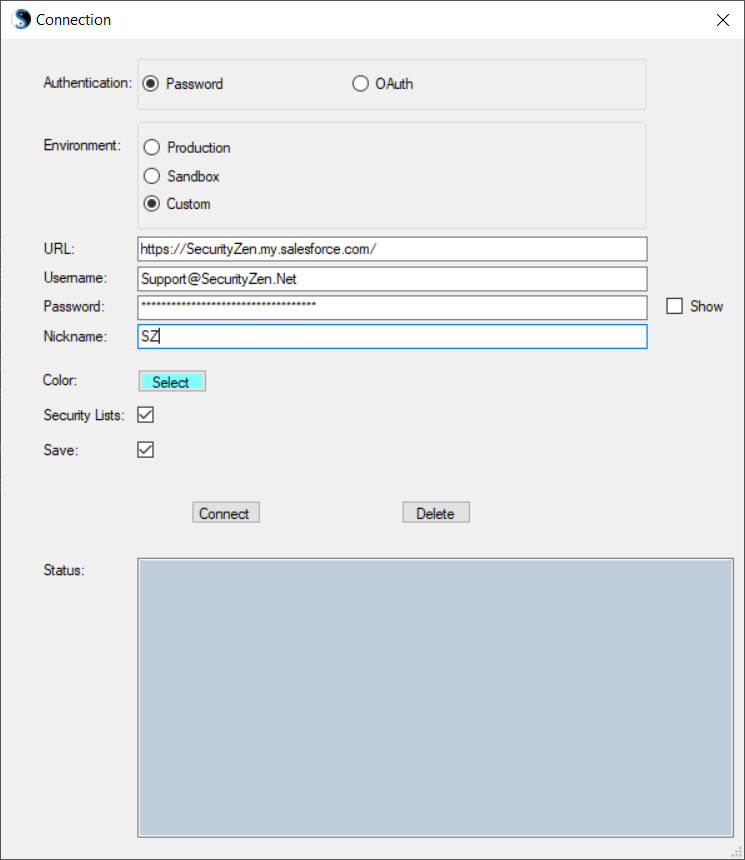 Connection
Authentication: Password OAuth
Environment: Production
Sandbox
Custom
URL: https://SecurityZen.my.salesforce.com/
Username: Support@SecurityZen.Net
Password: *********************************** Show
Nickname: SZ
Color: Select
Security Lists:
Save:
Connect Delete
Status: